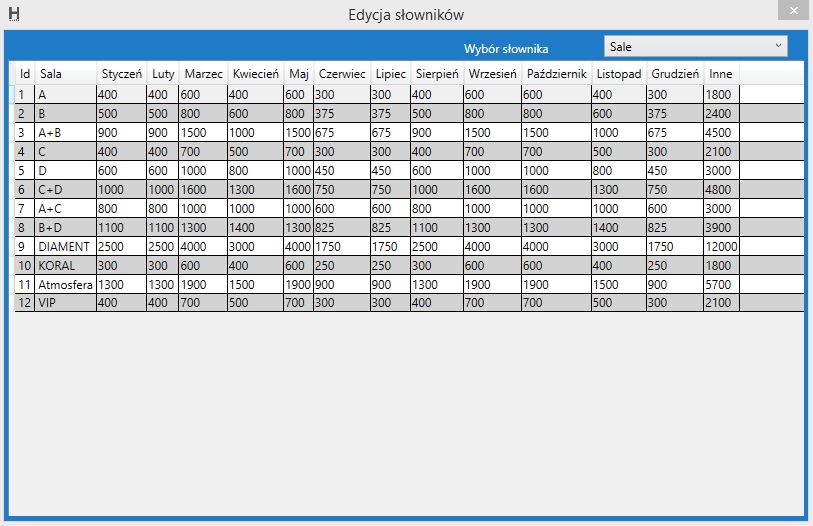 H
Edycja słowników
×
Wybór słownika Sale
Id Sala Styczeń Luty Marzec Kwiecień Maj Czerwiec Lipiec Sierpień Wrzesień Październik Listopad Grudzień Inne
1 A 400 400 600 400 600 300 300 400 600 600 400 300 1800
2 B 500 500 800 600 800 375 375 500 800 800 600 375 2400
3 A+B 900 900 1500 1000 1500 675 675 900 1500 1500 1000 675 4500
4 C 400 400 700 500 700 300 300 400 700 700 500 300 2100
5 D 600 600 1000 800 1000 450 450 600 1000 1000 800 450 3000
6 C+D 1000 1000 1600 1300 1600 750 750 1000 1600 1600 1300 750 4800
7 A+C 800 800 1000 1000 1000 600 600 800 1000 1000 1000 600 3000
8 B+D 1100 1100 1300 1400 1300 825 825 1100 1300 1300 1400 825 3900
9 DIAMENT 2500 2500 4000 3000 4000 1750 1750 2500 4000 4000 3000 1750 12000
10 KORAL 300 300 600 400 600 250 250 300 600 600 400 250 1800
11 Atmosfera 1300 1300 1900 1500 1900 900 900 1300 1900 1900 1500 900 5700
12 VIP 400 400 700 500 700 300 300 400 700 700 500 300 2100